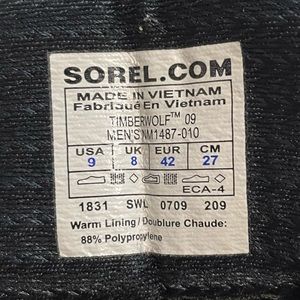 SOREL.COM
MADE IN VIETNAM
Fabriqué En Vietnam
TIMBERWOLF™ 09
MEN'S NM1487-010
USA UK EUR CM
9 8 42 27
ECA-4
1831 SWL 0709 209
Warm Lining/Doublure Chaude:
88% Polypropylene